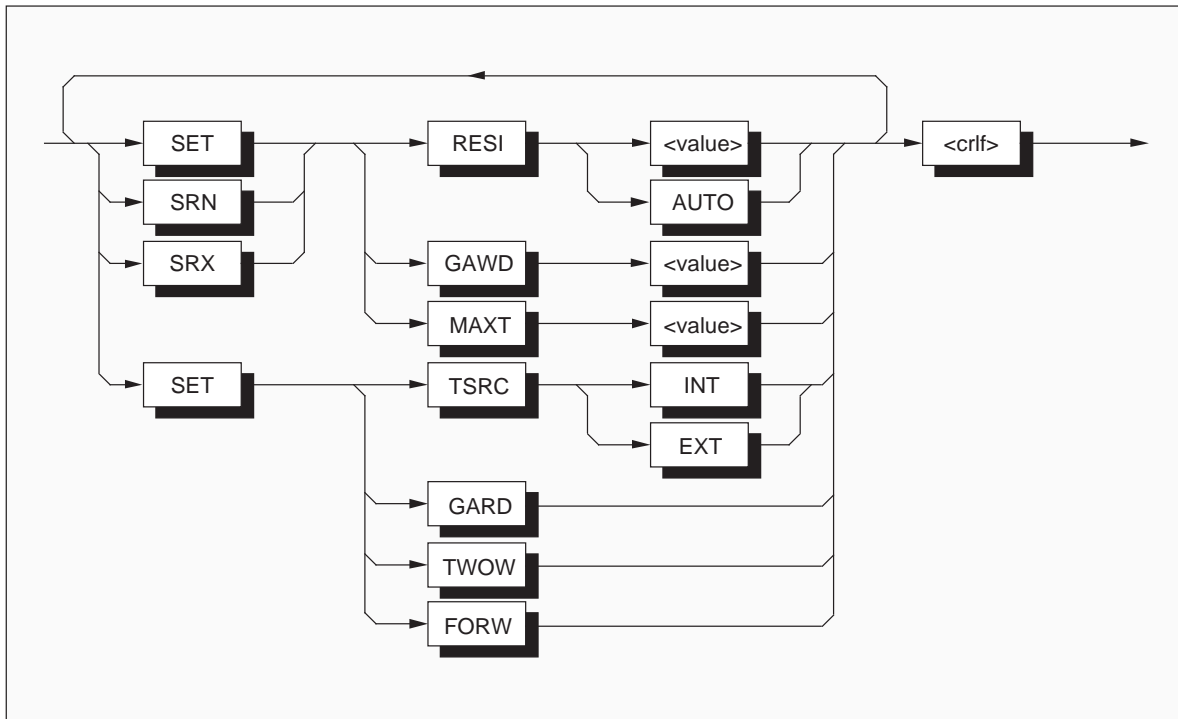 SET RESI <value> <crlf>
SRN AUTO
SRX GAWD <value>
MAXT <value>
SET TSRC INT
EXT
GARD
TWOW
FORW